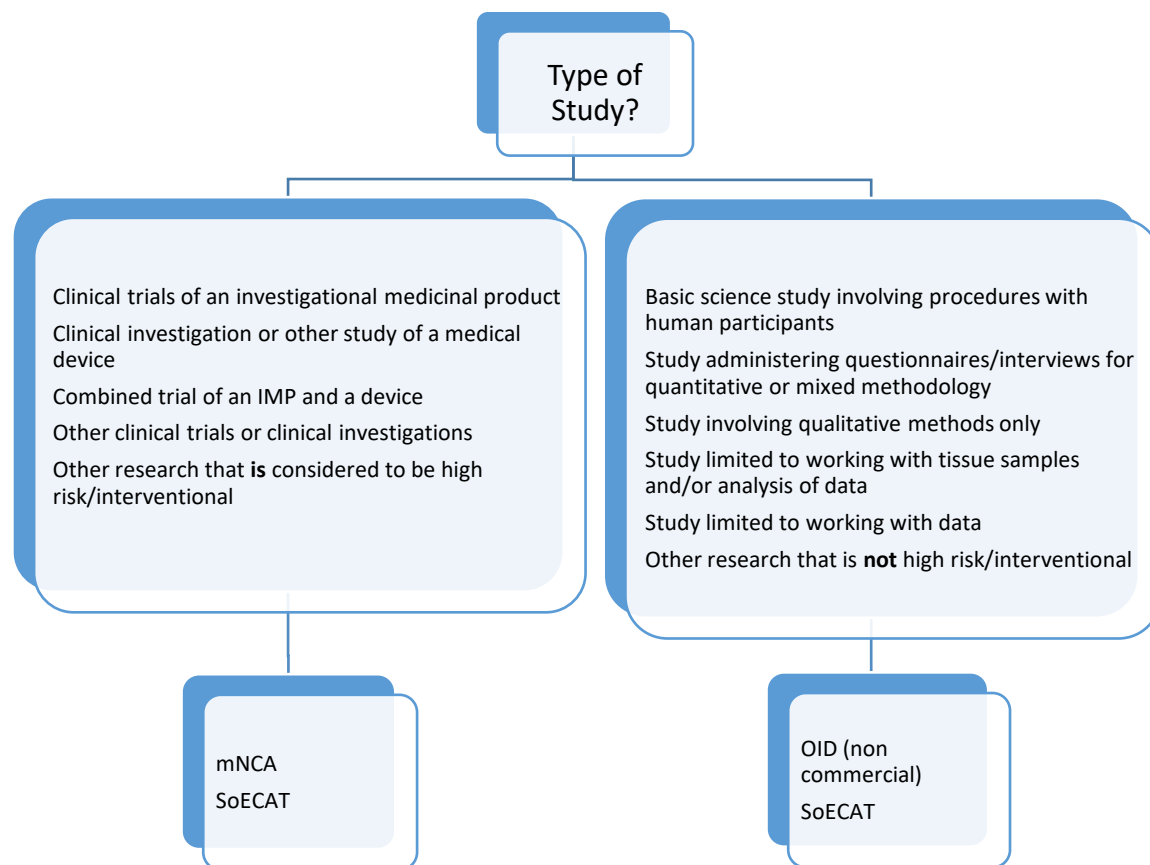 Type of
Study?
Clinical trials of an investigational medicinal product
Clinical investigation or other study of a medical
device
Combined trial of an IMP and a device
Other clinical trials or clinical investigations
Other research that is considered to be high
risk/interventional
Basic science study involving procedures with
human participants
Study administering questionnaires/interviews for
quantitative or mixed methodology
Study involving qualitative methods only
Study limited to working with tissue samples
and/or analysis of data
Study limited to working with data
Other research that is not high risk/interventional
mNCA
SoECAT
OID (non
commercial)
SoECAT